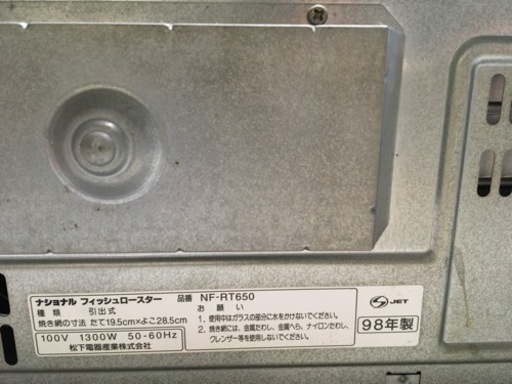 ナショナル フィッシュロースター 品番 NF-RT650
種類 引出式
焼き網の寸法 たて19.5cm×よこ28.5cm
100V 1300W 50-60Hz
松下電器産業株式会社
お願い
1. 使用中はガラスの部分に水をかけないでください。
2. 焼き網には、金属たわし、金属へら、ナイロンたわし、
クレンザー等を使用しないでください。
S JET
98年製